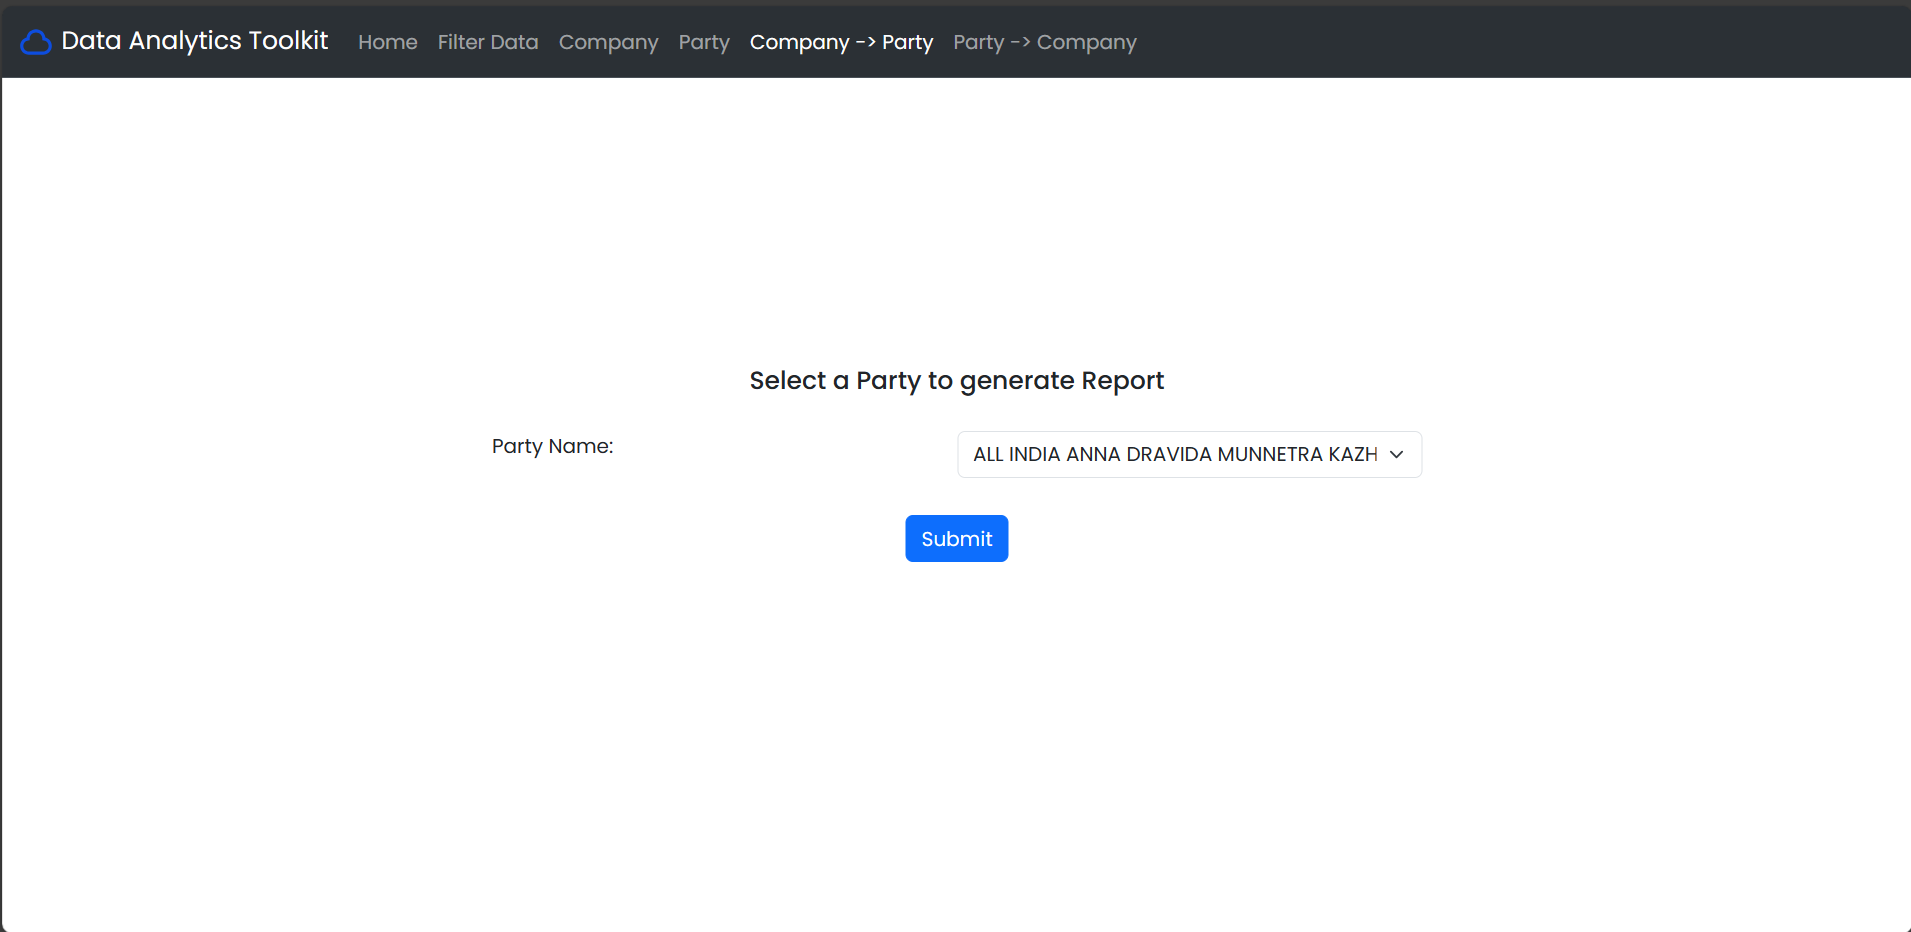 Data Analytics Toolkit Home Filter Data Company Party Company -> Party Party -> Company
Select a Party to generate Report
Party Name: ALL INDIA ANNA DRAVIDA MUNNETRA KAZH
Submit